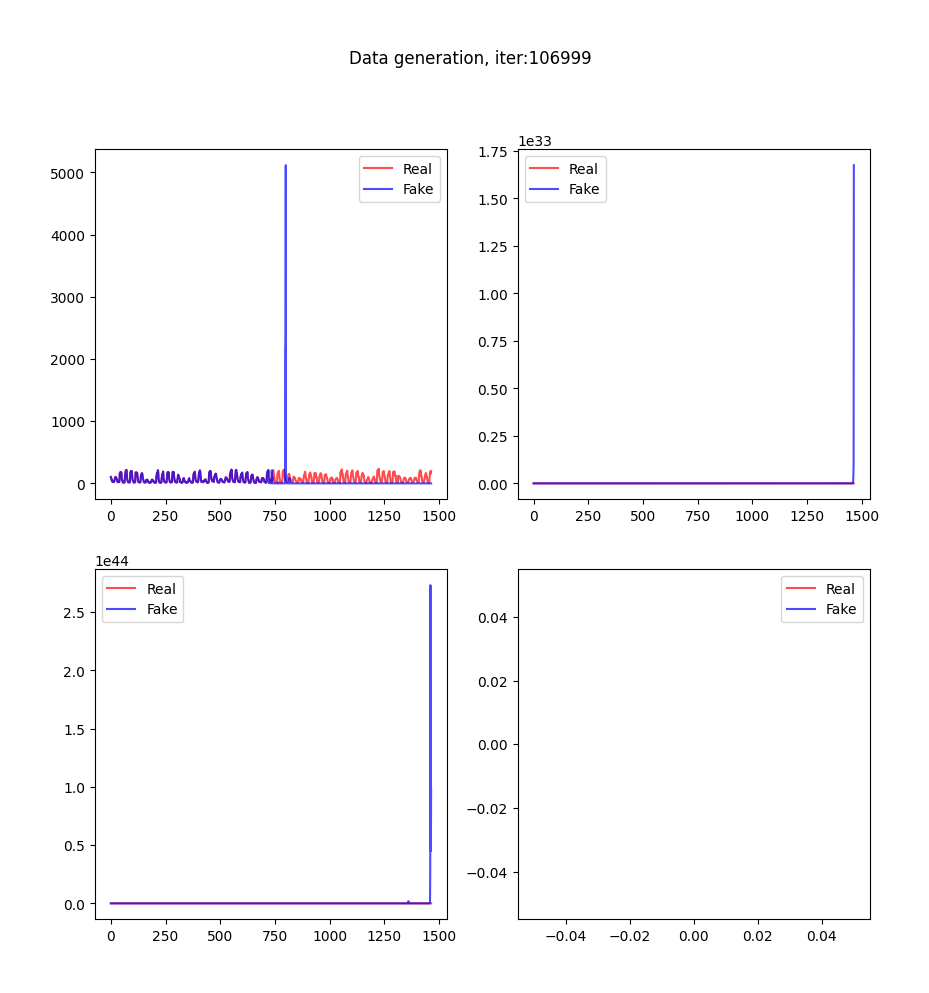 Data generation, iter:106999
Real
Fake
5000
4000
3000
2000
1000
0
0 250 500 750 1000 1250 1500
1e33
Real
Fake
1.75
1.50
1.25
1.00
0.75
0.50
0.25
0.00
0 250 500 750 1000 1250 1500
1e44
Real
Fake
2.5
2.0
1.5
1.0
0.5
0.0
0 250 500 750 1000 1250 1500
Real
Fake
0.04
0.02
0.00
−0.02
−0.04
−0.04 −0.02 0.00 0.02 0.04